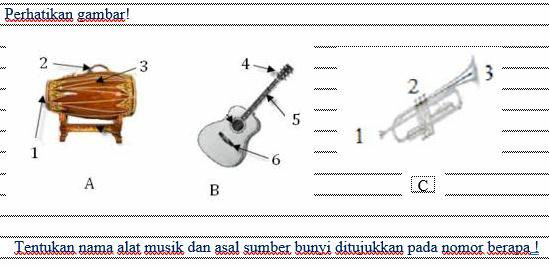 Perhatikan gambar!
2 3 4 3
2
5
1 1
6
A B C
Tentukan nama alat musik dan asal sumber bunyi ditujukkan pada nomor berapa !